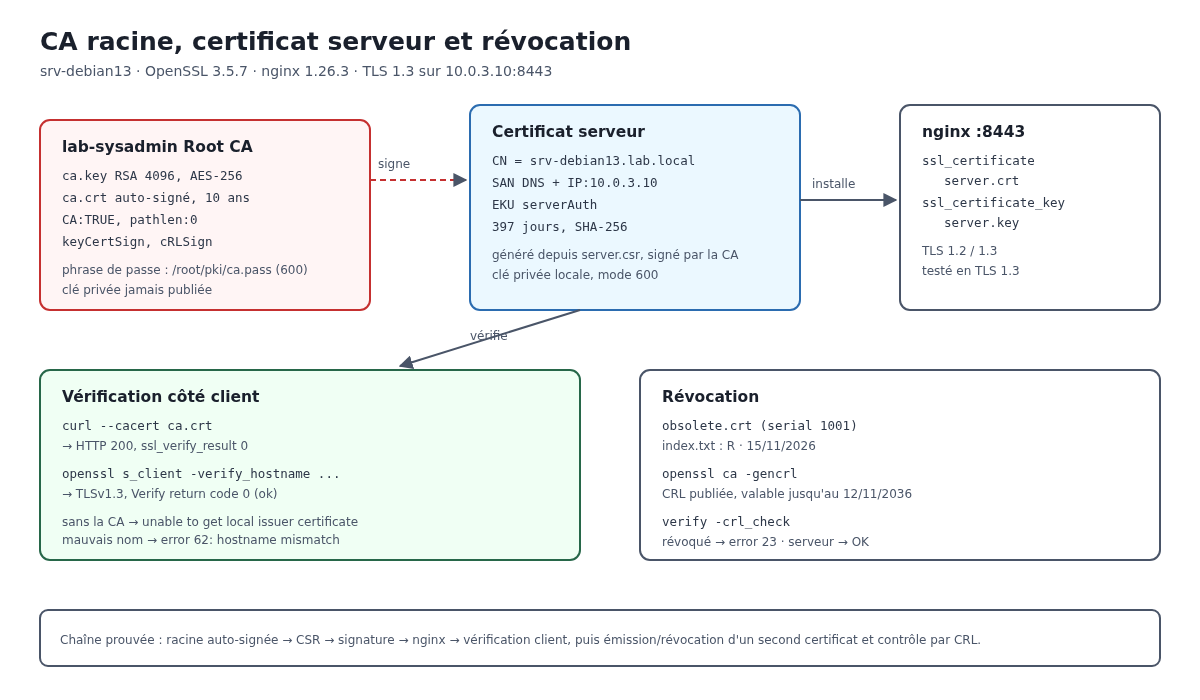 CA racine, certificat serveur et révocation
srv-debian13 · OpenSSL 3.5.7 · nginx 1.26.3 · TLS 1.3 sur 10.0.3.10:8443
lab-sysadmin Root CA
ca.key RSA 4096, AES-256
ca.crt auto-signé, 10 ans
CA:TRUE, pathlen:0
keyCertSign, cRLSign
phrase de passe : /root/pki/ca.pass (600)
clé privée jamais publiée
signe
Certificat serveur
CN = srv-debian13.lab.local
SAN DNS + IP:10.0.3.10
EKU serverAuth
397 jours, SHA-256
généré depuis server.csr, signé par la CA
clé privée locale, mode 600
installe
nginx :8443
ssl_certificate
server.crt
ssl_certificate_key
server.key
TLS 1.2 / 1.3
testé en TLS 1.3
vérifie
Vérification côté client
curl --cacert ca.crt
→ HTTP 200, ssl_verify_result 0
openssl s_client -verify_hostname ...
→ TLSv1.3, Verify return code 0 (ok)
sans la CA → unable to get local issuer certificate
mauvais nom → error 62: hostname mismatch
Révocation
obsolete.crt (serial 1001)
index.txt : R · 15/11/2026
openssl ca -gencrl
CRL publiée, valable jusqu'au 12/11/2036
verify -crl_check
révoqué → error 23 · serveur → OK
Chaîne prouvée : racine auto-signée → CSR → signature → nginx → vérification client, puis émission/révocation d'un second certificat et contrôle par CRL.